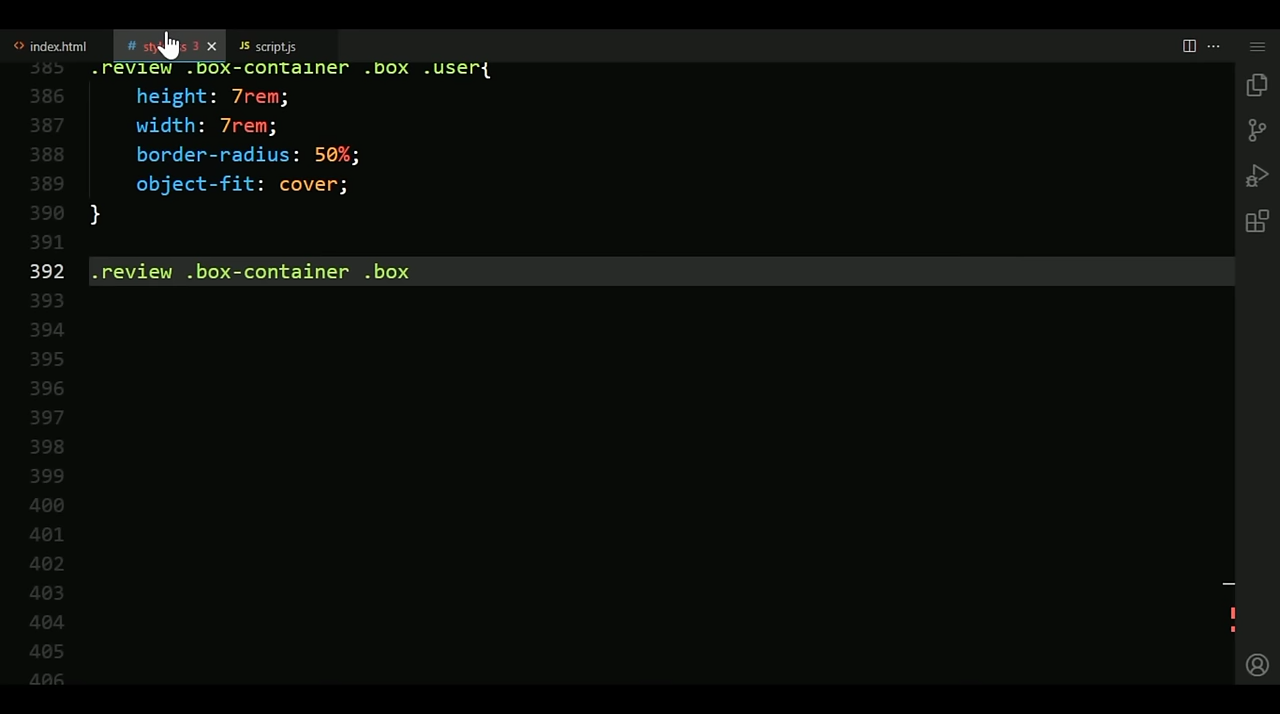 index.html
3
JS script.js
385 .review .box-container .box .user{
386 height: 7rem;
387 width: 7rem;
388 border-radius: 50%;
389 object-fit: cover;
390 }
391
392 .review .box-container .box
393
394
395
396
397
398
399
400
401
402
403
404
405
406